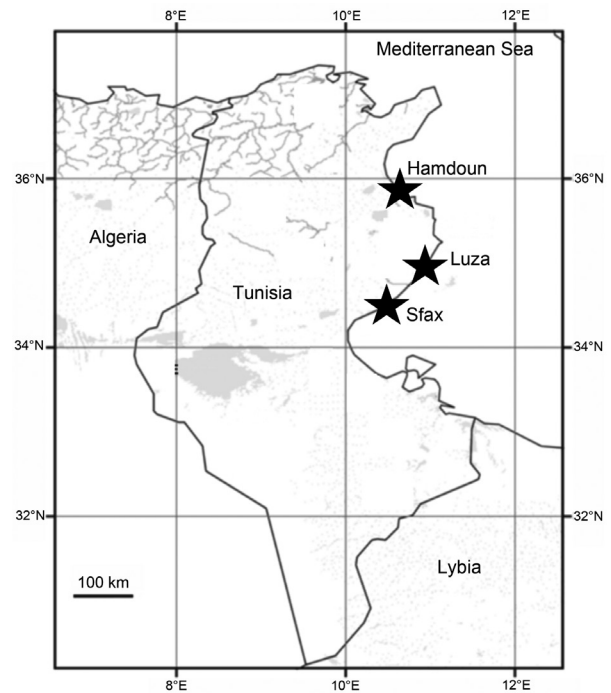 8°E 10°E 12°E
Mediterranean Sea
36°N 36°N
Hamdoun
Algeria
Luza
Tunisia
Sfax
34°N 34°N
32°N 32°N
Lybia
100 km
8°E 10°E 12°E